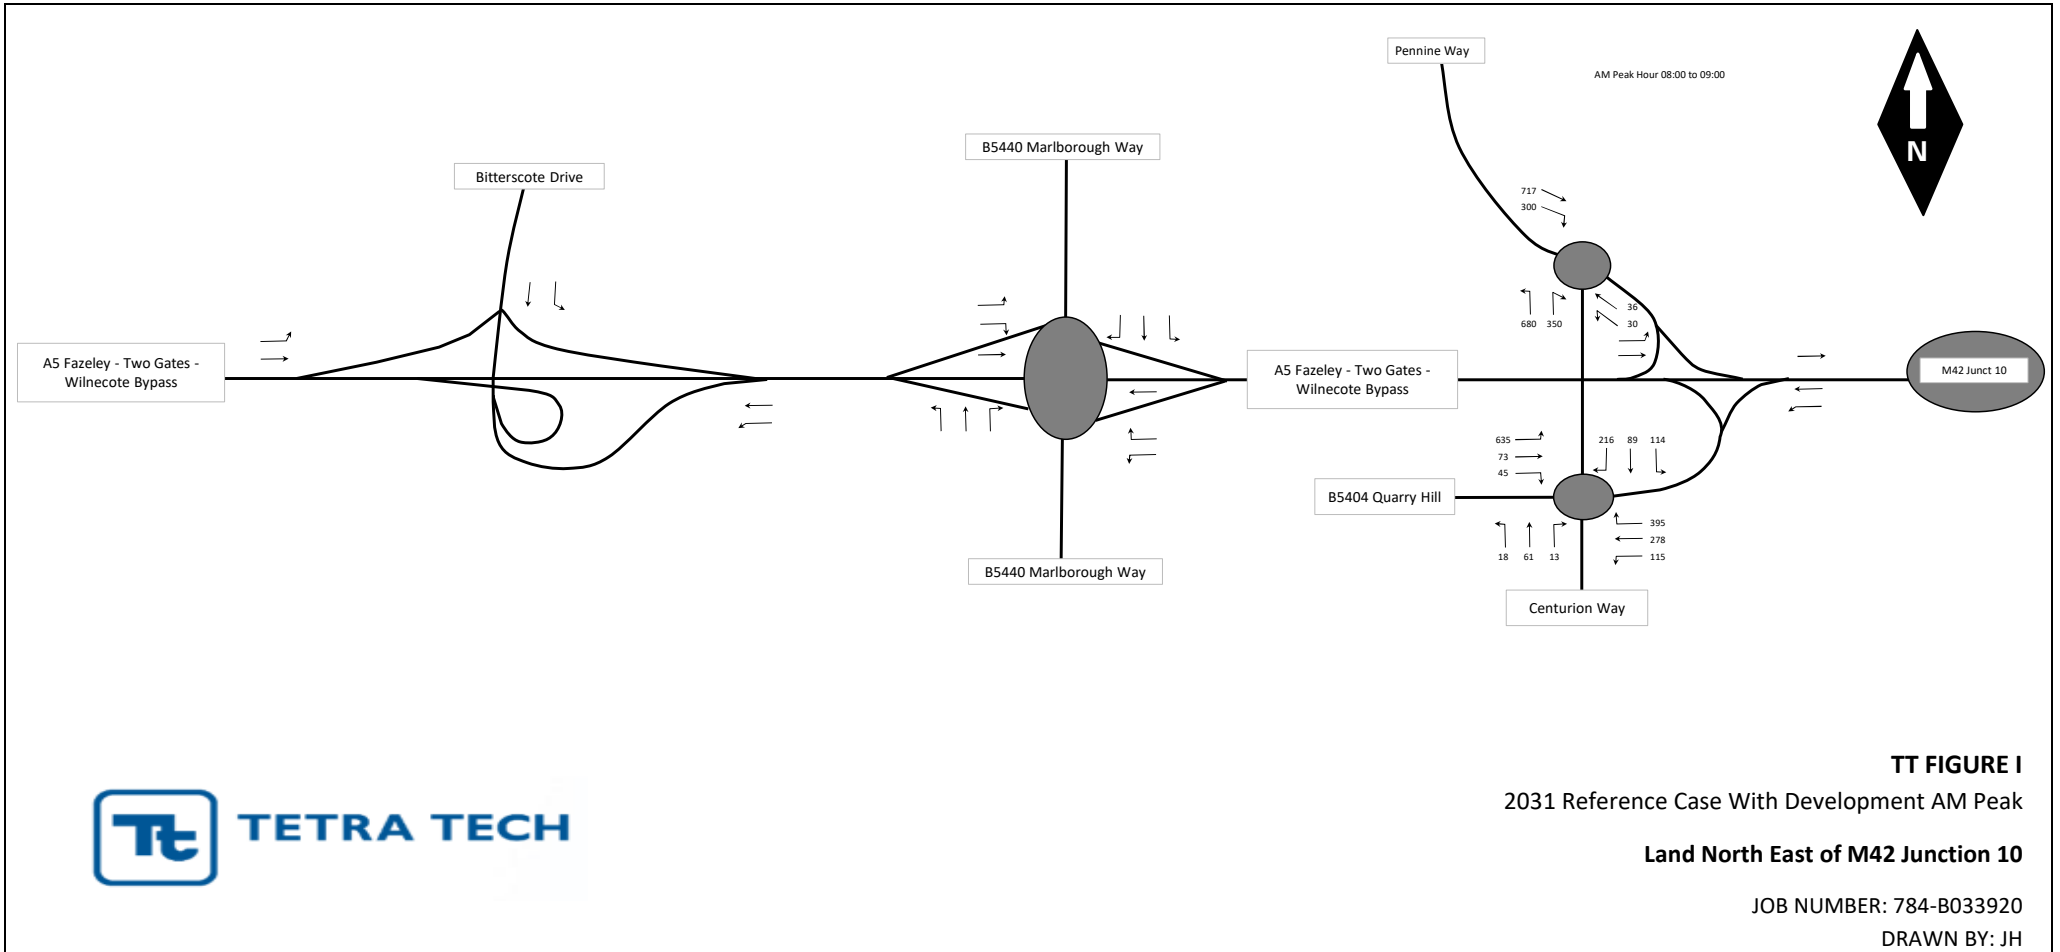 Pennine Way
AM Peak Hour 08:00 to 09:00
N
B5440 Marlborough Way
Bitterscote Drive
717
300
36
30
680 350
A5 Fazeley - Two Gates -
Wilnecote Bypass
A5 Fazeley - Two Gates -
Wilnecote Bypass
M42 Junct 10
635
73
45
216 89 114
B5404 Quarry Hill
395
278
115
18 61 13
B5440 Marlborough Way
Centurion Way
TT FIGURE I
2031 Reference Case With Development AM Peak
Land North East of M42 Junction 10
JOB NUMBER: 784-B033920
DRAWN BY: JH
Tt TETRA TECH